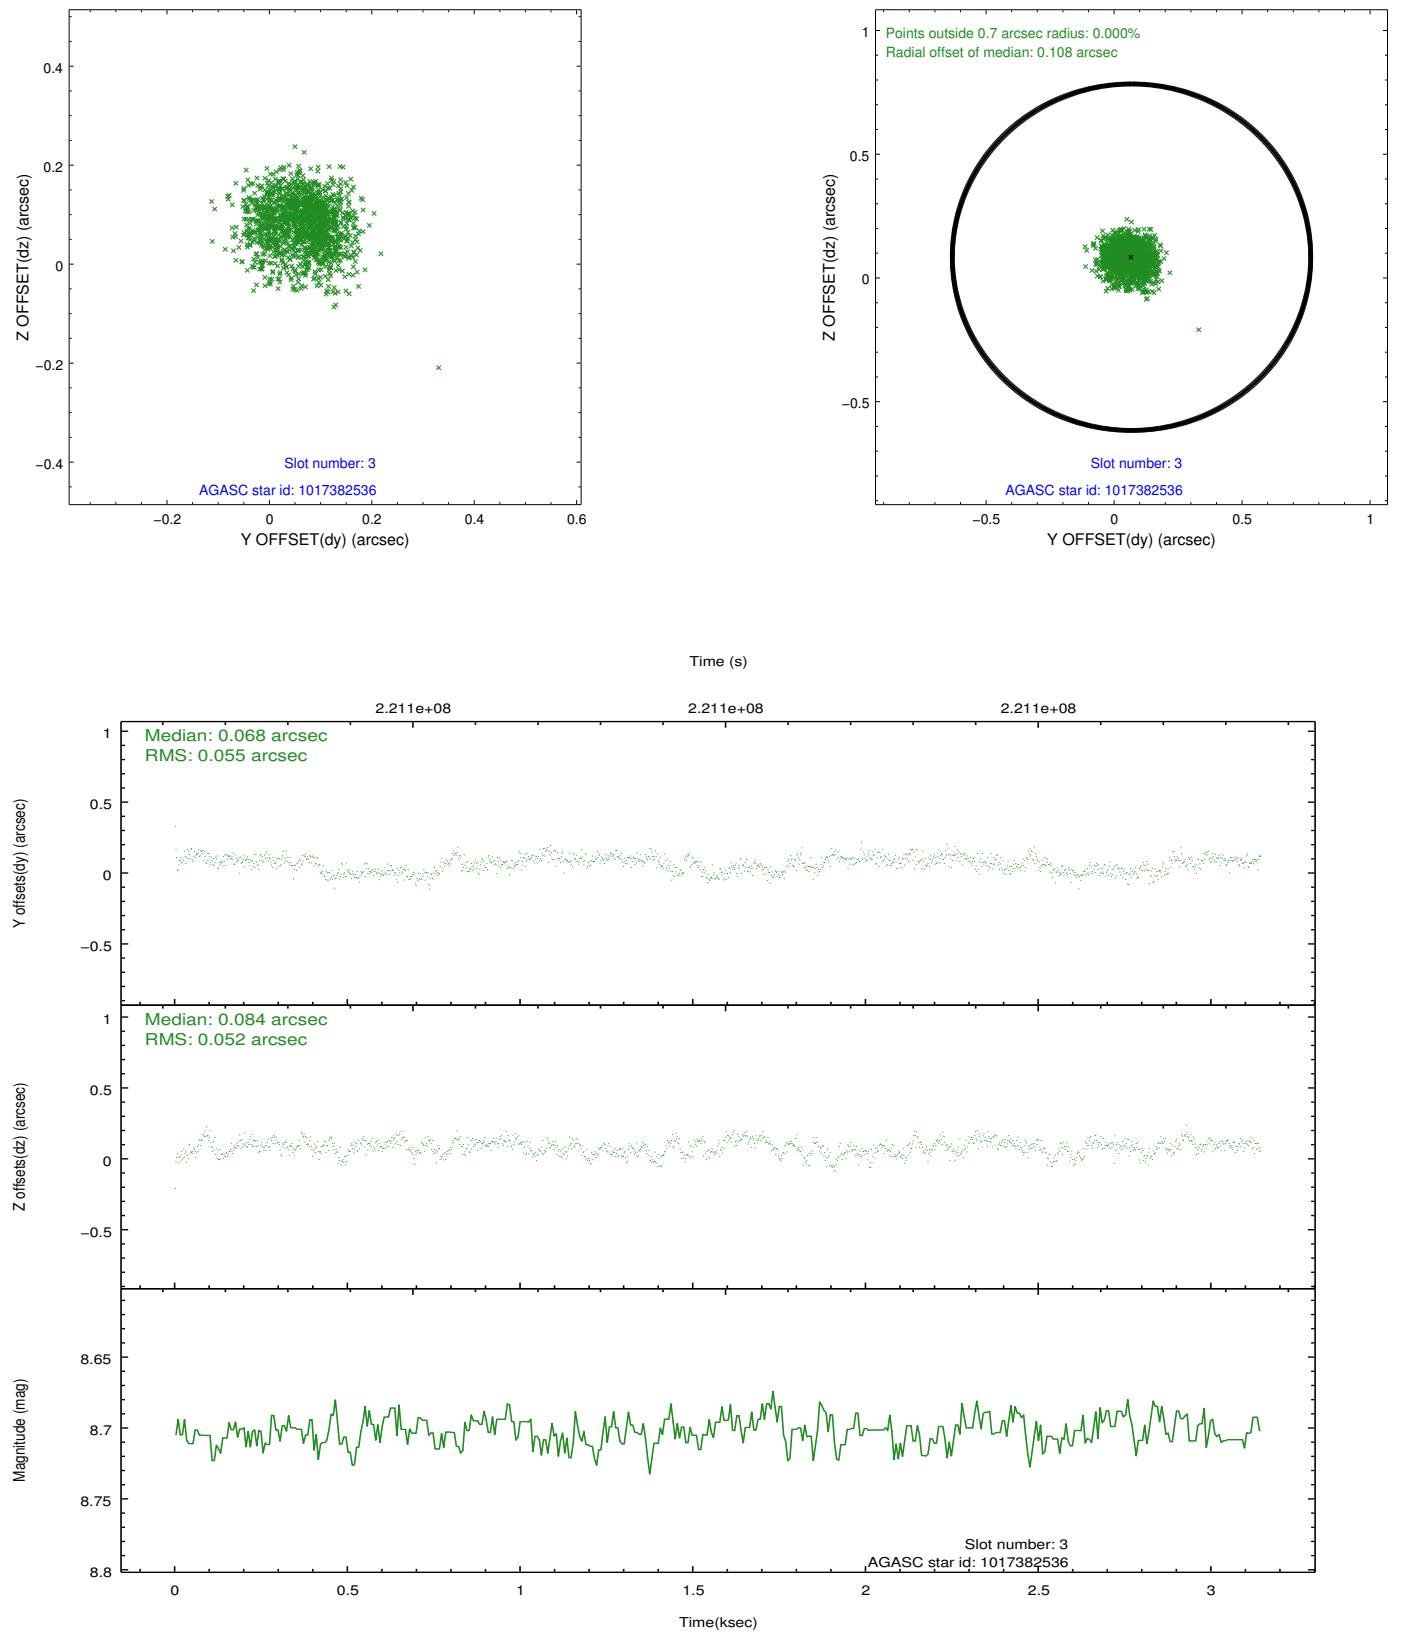 0.4
0.2
0
−0.2
−0.4
Z OFFSET(dz) (arcsec)
Slot number: 3
AGASC star id: 1017382536
−0.2 0 0.2 0.4 0.6
Y OFFSET(dy) (arcsec)
Points outside 0.7 arcsec radius: 0.000%
Radial offset of median: 0.108 arcsec
1
0.5
0
−0.5
Z OFFSET(dz) (arcsec)
Slot number: 3
AGASC star id: 1017382536
−0.5 0 0.5 1
Y OFFSET(dy) (arcsec)
Time (s)
2.211e+08 2.211e+08 2.211e+08
Median: 0.068 arcsec
RMS: 0.055 arcsec
1
0.5
0
−0.5
Y offsets(dy) (arcsec)
Median: 0.084 arcsec
RMS: 0.052 arcsec
1
0.5
0
−0.5
Z offsets(dz) (arcsec)
8.65
8.7
8.75
8.8
Magnitude (mag)
Slot number: 3
AGASC star id: 1017382536
0 0.5 1 1.5 2 2.5 3
Time(ksec)